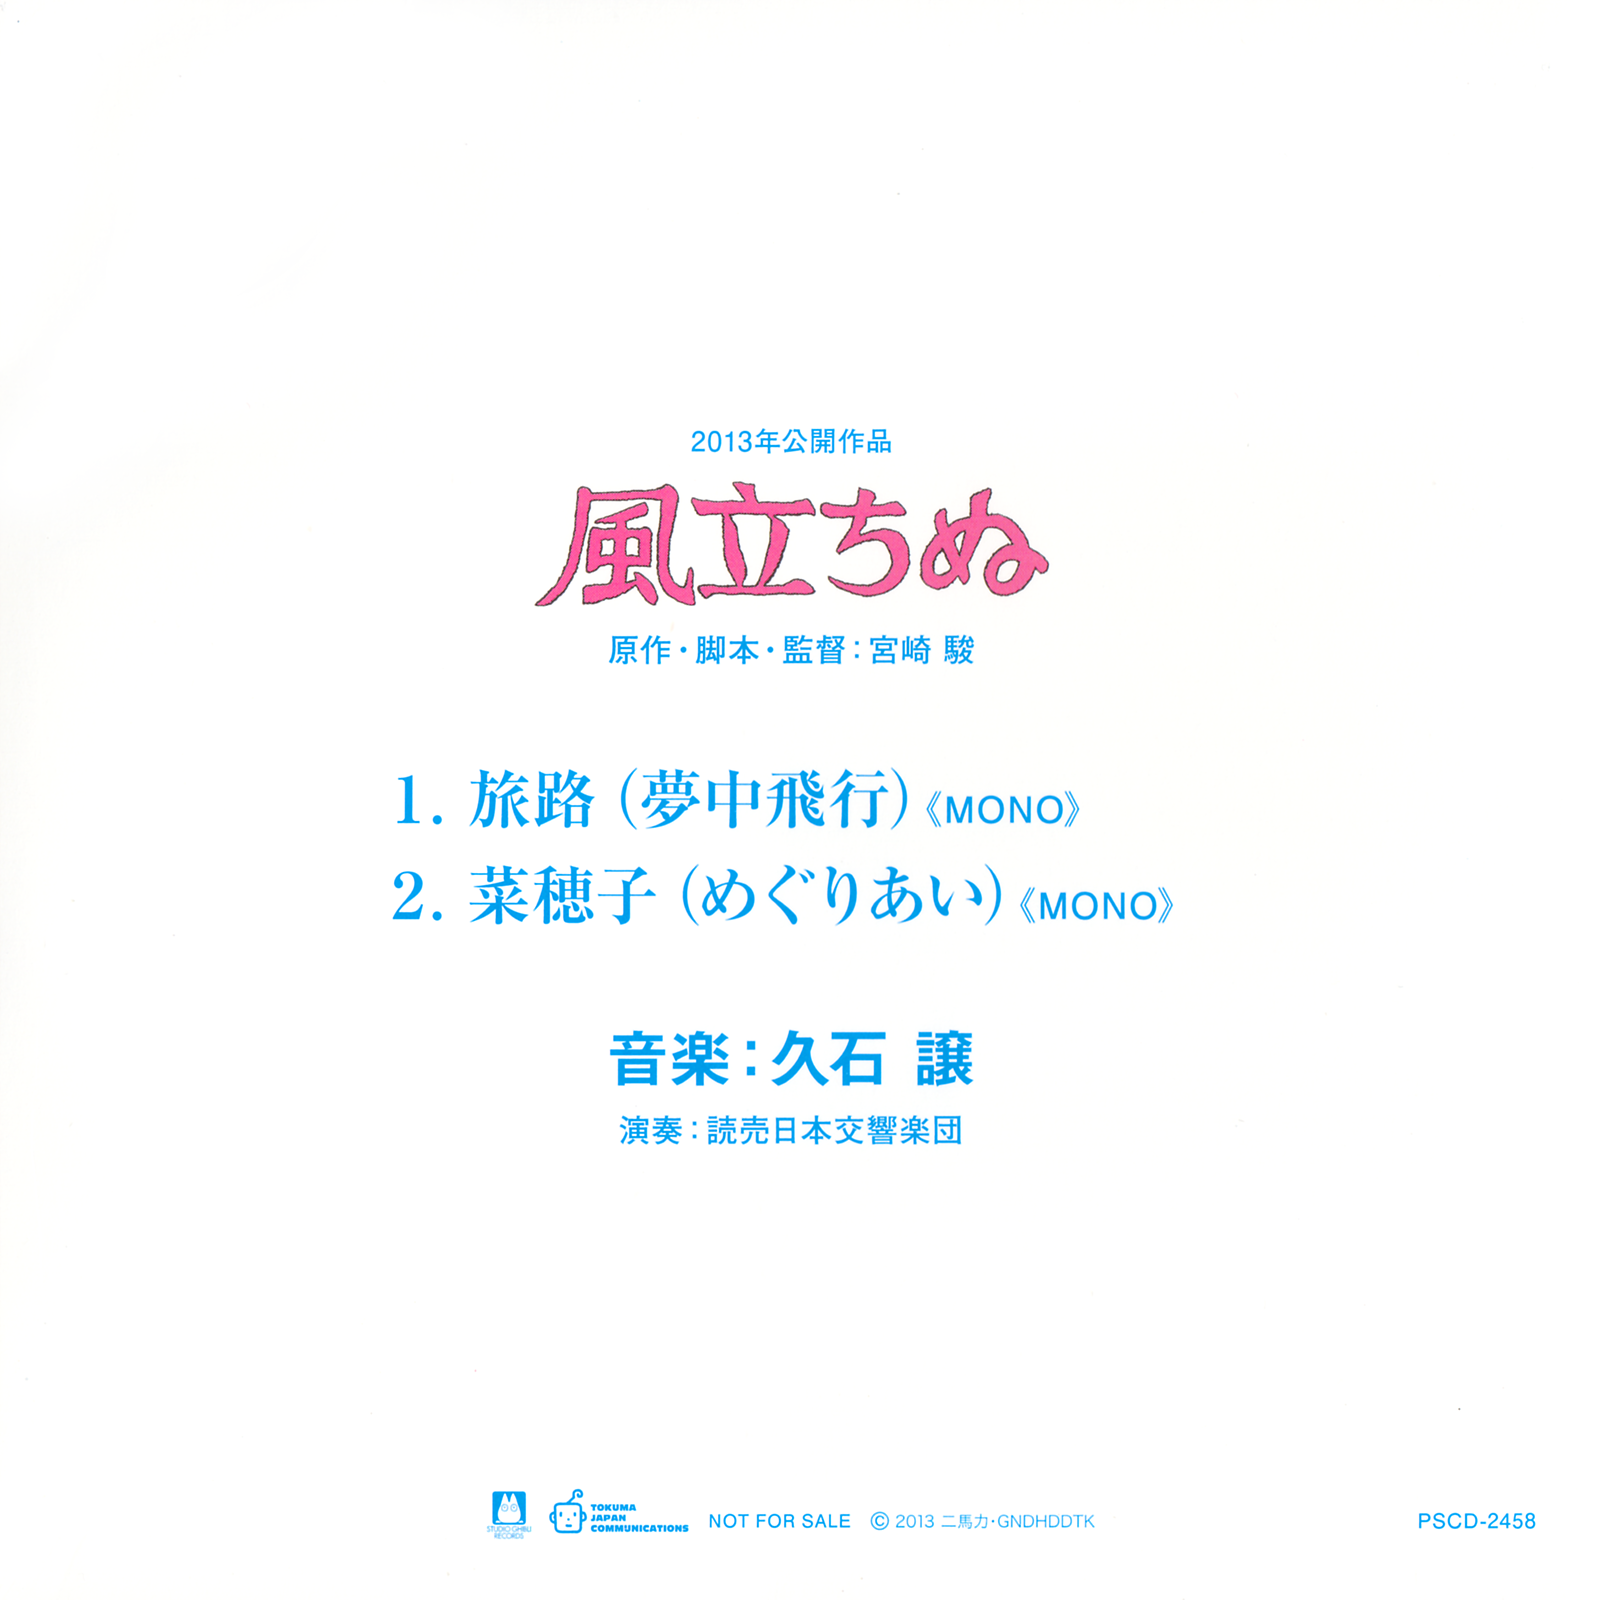 2013年公開作品
風立ちぬ
原作・脚本・監督：宮崎 駿
1. 旅路（夢中飛行）《MONO》
2. 菜穂子（めぐりあい）《MONO》
音楽：久石 譲
演奏：読売日本交響楽団
STUDIO GHIBLI
RECORDS
TOKUMA
JAPAN
COMMUNICATIONS
NOT FOR SALE © 2013 二馬力・GNDHDDTK
PSCD-2458